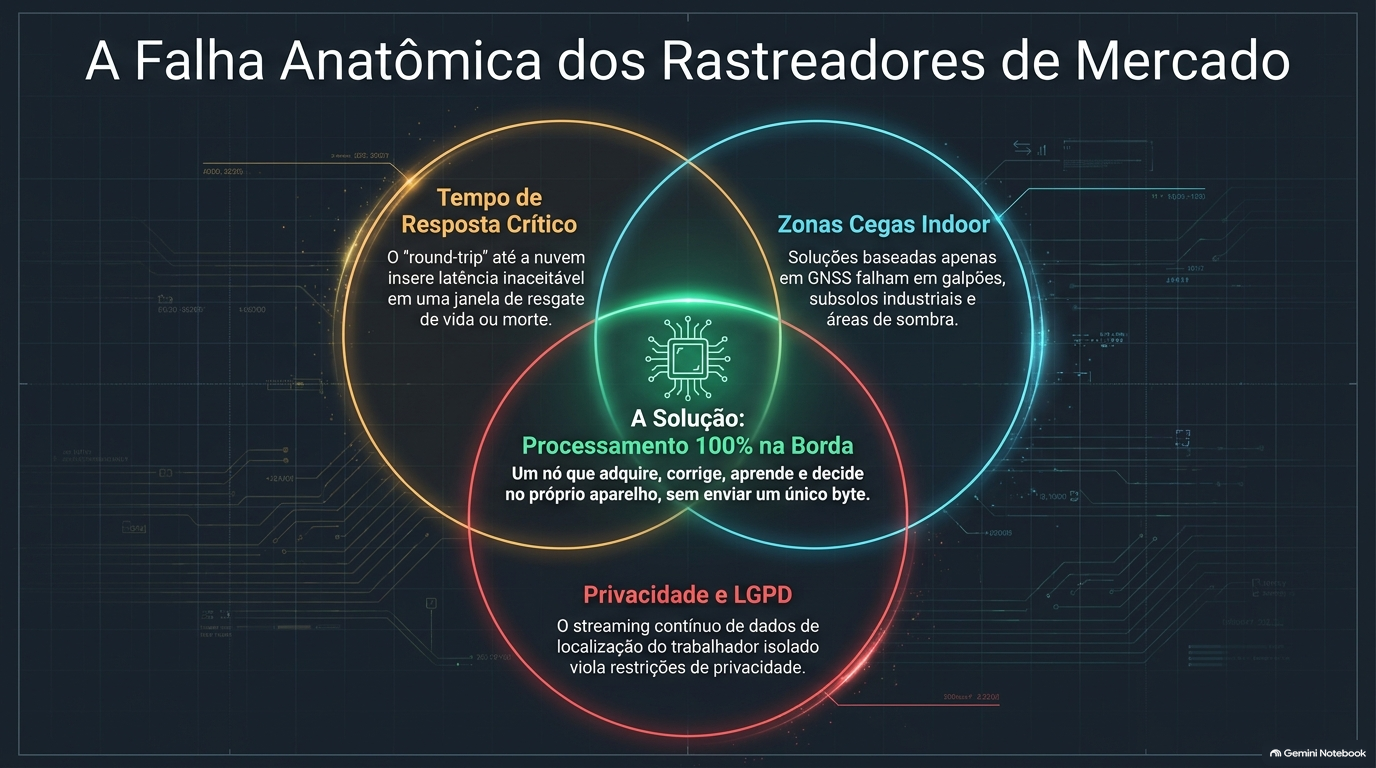 A Falha Anatômica dos Rastreadores de Mercado
Tempo de
Resposta Crítico
O "round-trip" até a nuvem
insere latência inaceitável
em uma janela de resgate
de vida ou morte.
Zonas Cegas Indoor
Soluções baseadas apenas
em GNSS falham em galpões,
subsolos industriais e
áreas de sombra.
A Solução:
Processamento 100% na Borda
Um nó que adquire, corrige, aprende e decide
no próprio aparelho, sem enviar um único byte.
Privacidade e LGPD
O streaming contínuo de dados de
localização do trabalhador isolado
viola restrições de privacidade.
Gemini Notebook